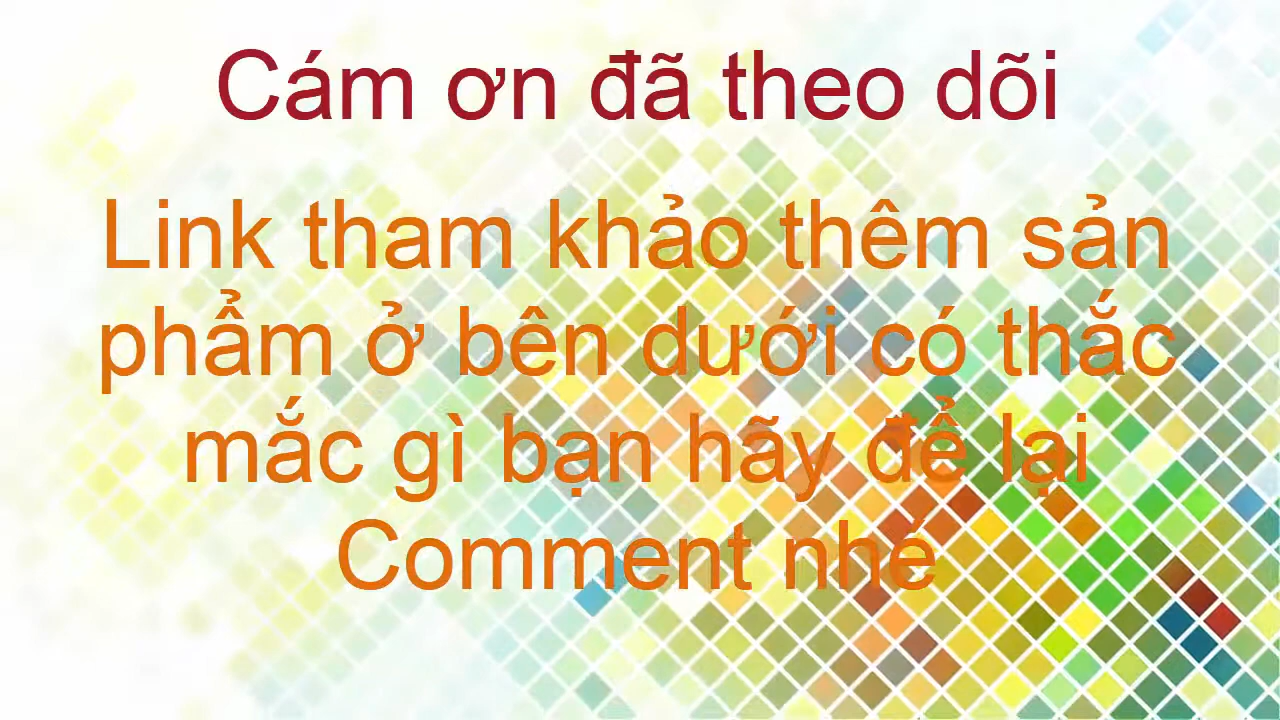 Cám ơn đã theo dõi
Link tham khảo thêm sản
phẩm ở bên dưới có thắc
mắc gì bạn hãy để lại
Comment nhé